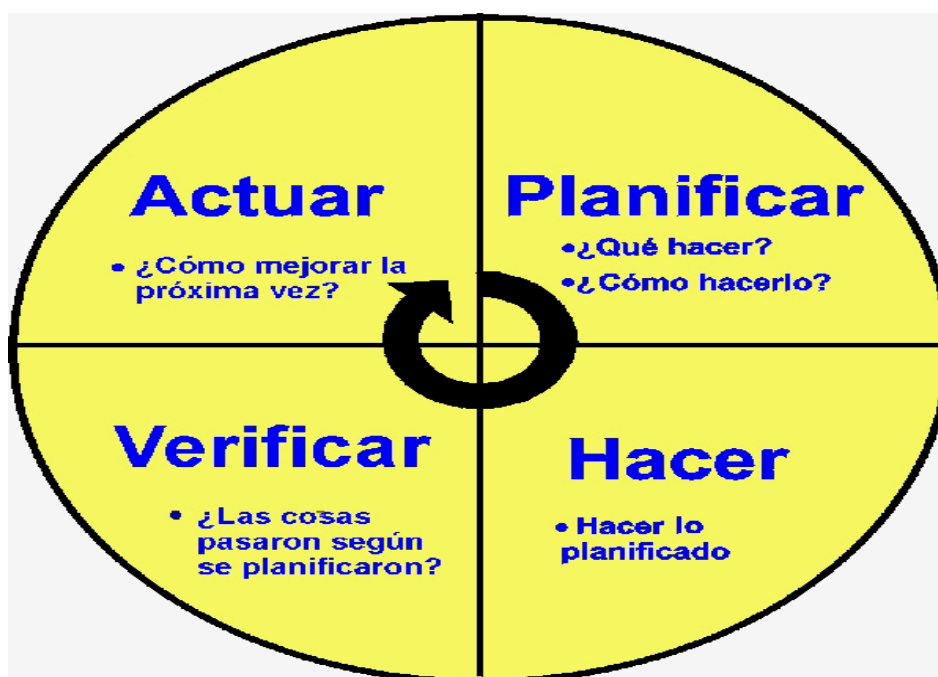 Actuar
• ¿Cómo mejorar la
próxima vez?
Planificar
•¿Qué hacer?
•¿Cómo hacerlo?
Verificar
• ¿Las cosas
pasaron según
se planificaron?
Hacer
• Hacer lo
planificado